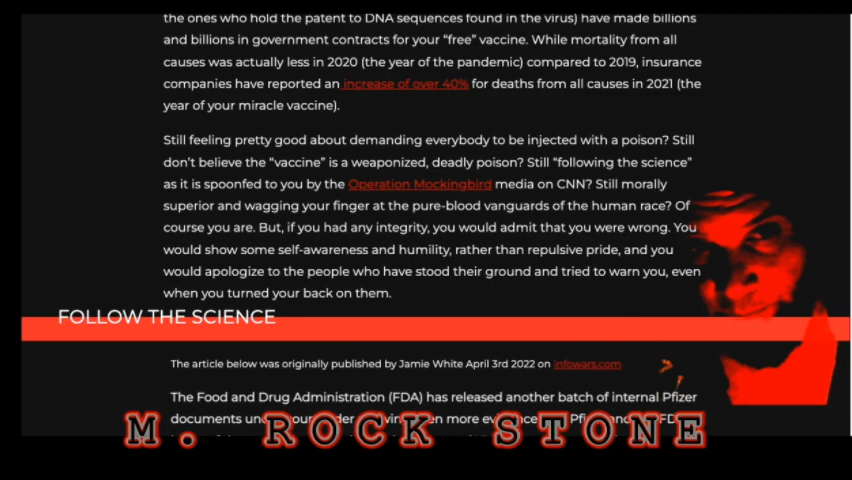 the ones who hold the patent to DNA sequences found in the virus) have made billions
and billions in government contracts for your “free” vaccine. While mortality from all
causes was actually less in 2020 (the year of the pandemic) compared to 2019, insurance
companies have reported an increase of over 40% for deaths from all causes in 2021 (the
year of your miracle vaccine).
Still feeling pretty good about demanding everybody to be injected with a poison? Still
don’t believe the “vaccine” is a weaponized, deadly poison? Still “following the science”
as it is spoonfed to you by the Operation Mockingbird media on CNN? Still morally
superior and wagging your finger at the pure-blood vanguards of the human race? Of
course you are. But, if you had any integrity, you would admit that you were wrong. You
would show some self-awareness and humility, rather than repulsive pride, and you
would apologize to the people who have stood their ground and tried to warn you, even
when you turned your back on them.
FOLLOW THE SCIENCE
The article below was originally published by Jamie White April 3rd 2022 on infowars.com
The Food and Drug Administration (FDA) has released another batch of internal Pfizer
documents more
M. ROCK STONE